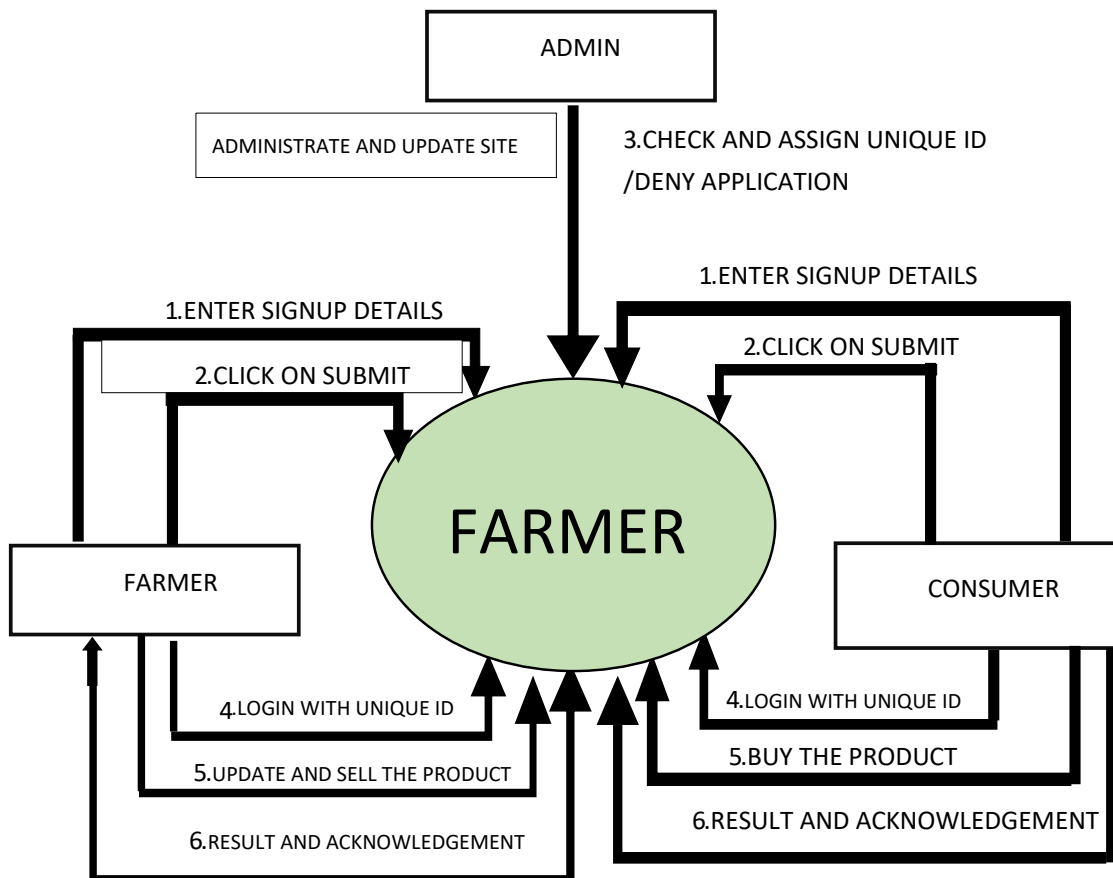 ADMIN
ADMINISTRATE AND UPDATE SITE
3.CHECK AND ASSIGN UNIQUE ID
/DENY APPLICATION
1.ENTER SIGNUP DETAILS
1.ENTER SIGNUP DETAILS
2.CLICK ON SUBMIT
2.CLICK ON SUBMIT
FARMER
FARMER
CONSUMER
4.LOGIN WITH UNIQUE ID
4.LOGIN WITH UNIQUE ID
5.UPDATE AND SELL THE PRODUCT
5.BUY THE PRODUCT
6.RESULT AND ACKNOWLEDGEMENT
6.RESULT AND ACKNOWLEDGEMENT